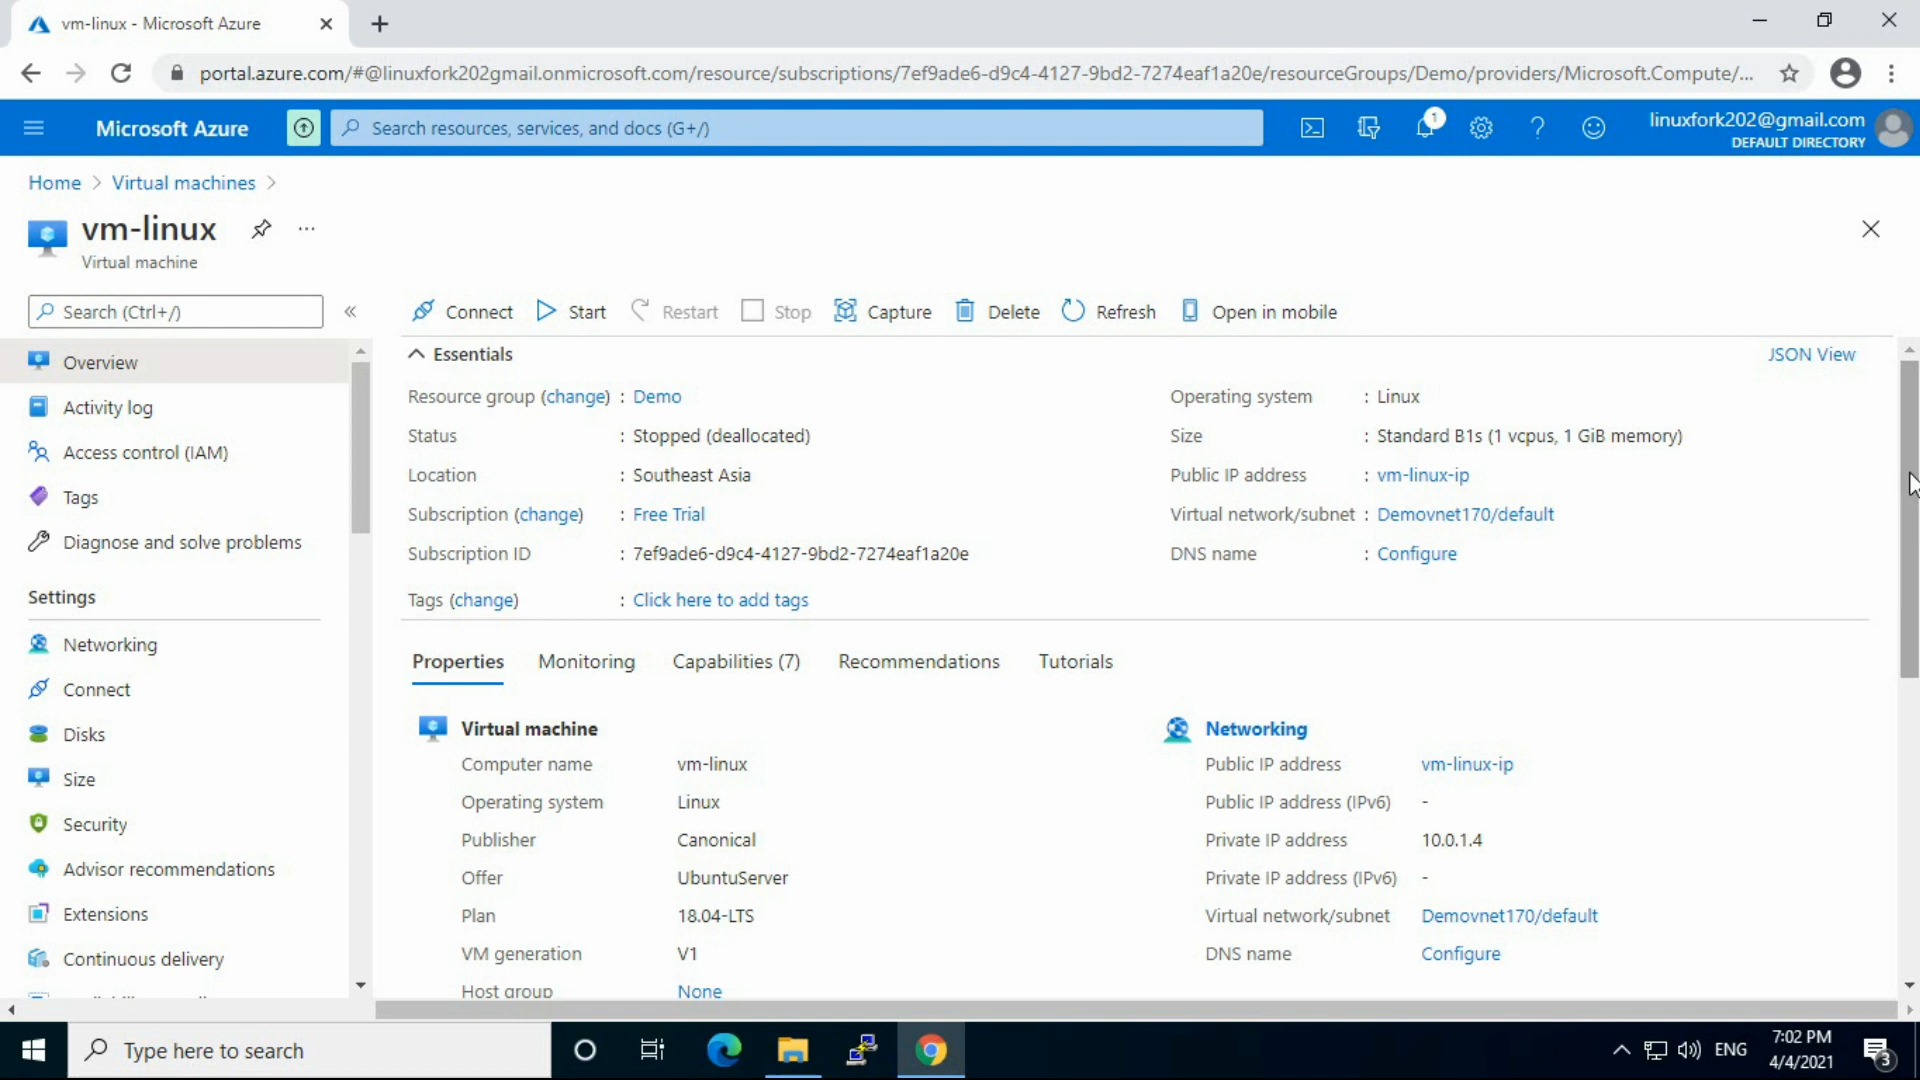 vm-linux - Microsoft Azure
portal.azure.com/#@linuxfork202gmail.onmicrosoft.com/resource/subscriptions/7ef9ade6-d9c4-4127-9bd2-7274eaf1a20e/resourceGroups/Demo/providers/Microsoft.Compute/...
Microsoft Azure
Search resources, services, and docs (G+/)
1
linuxfork202@gmail.com
DEFAULT DIRECTORY
Home > Virtual machines >
vm-linux
...
Virtual machine
Search (Ctrl+/)
«
Connect
Start
Restart
Stop
Capture
Delete
Refresh
Open in mobile
Overview
Activity log
Access control (IAM)
Tags
Diagnose and solve problems
Settings
Networking
Connect
Disks
Size
Security
Advisor recommendations
Extensions
Continuous delivery
Essentials
JSON View
Resource group (change) : Demo
Status : Stopped (deallocated)
Location : Southeast Asia
Subscription (change) : Free Trial
Subscription ID : 7ef9ade6-d9c4-4127-9bd2-7274eaf1a20e
Tags (change) : Click here to add tags
Operating system : Linux
Size : Standard B1s (1 vcpus, 1 GiB memory)
Public IP address : vm-linux-ip
Virtual network/subnet : Demovnet170/default
DNS name : Configure
Properties
Monitoring
Capabilities (7)
Recommendations
Tutorials
Virtual machine
Computer name vm-linux
Operating system Linux
Publisher Canonical
Offer UbuntuServer
Plan 18.04-LTS
VM generation V1
Host group None
Networking
Public IP address vm-linux-ip
Public IP address (IPv6) -
Private IP address 10.0.1.4
Private IP address (IPv6) -
Virtual network/subnet Demovnet170/default
DNS name Configure
Type here to search
ENG
7:02 PM
4/4/2021
3